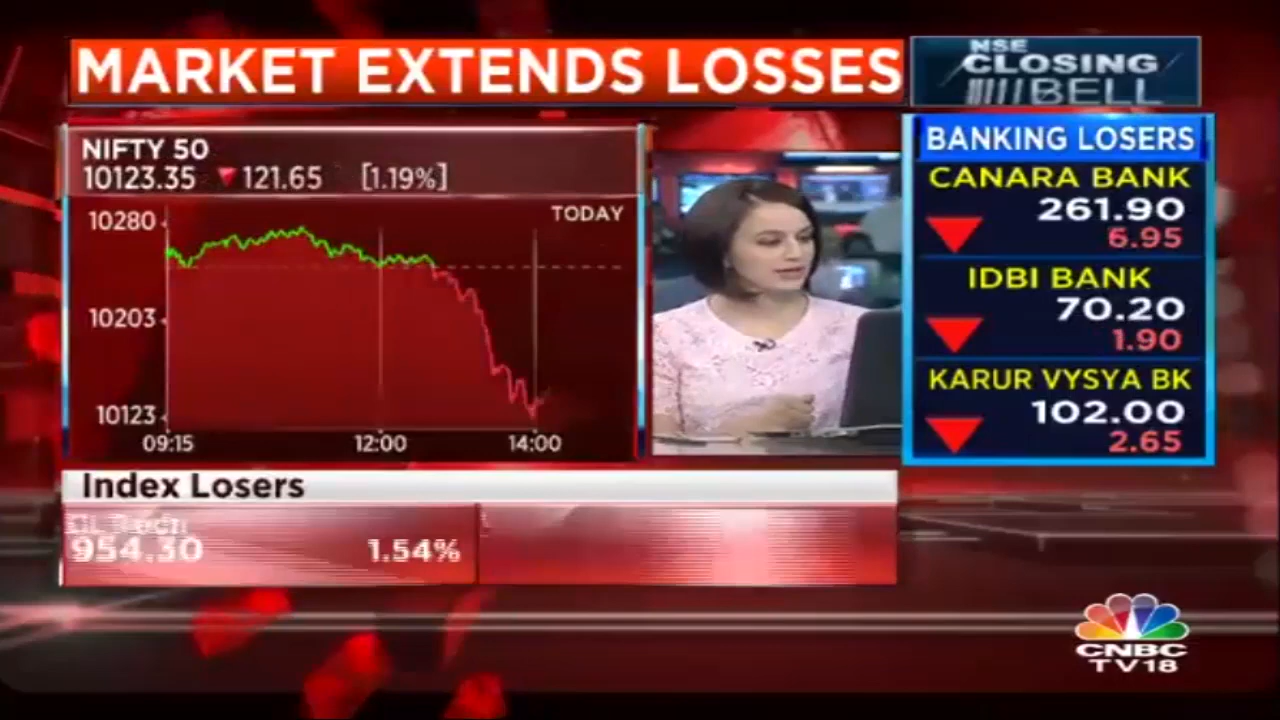 MARKET EXTENDS LOSSES
NSE
CLOSING
BELL
NIFTY 50
10123.35 ▼ 121.65 [1.19%]
TODAY
10280
10203
10123
09:15 12:00 14:00
BANKING LOSERS
CANARA BANK
261.90
6.95
IDBI BANK
70.20
1.90
KARUR VYSYA BK
102.00
2.65
Index Losers
954.30 1.54%
CNBC
TV18